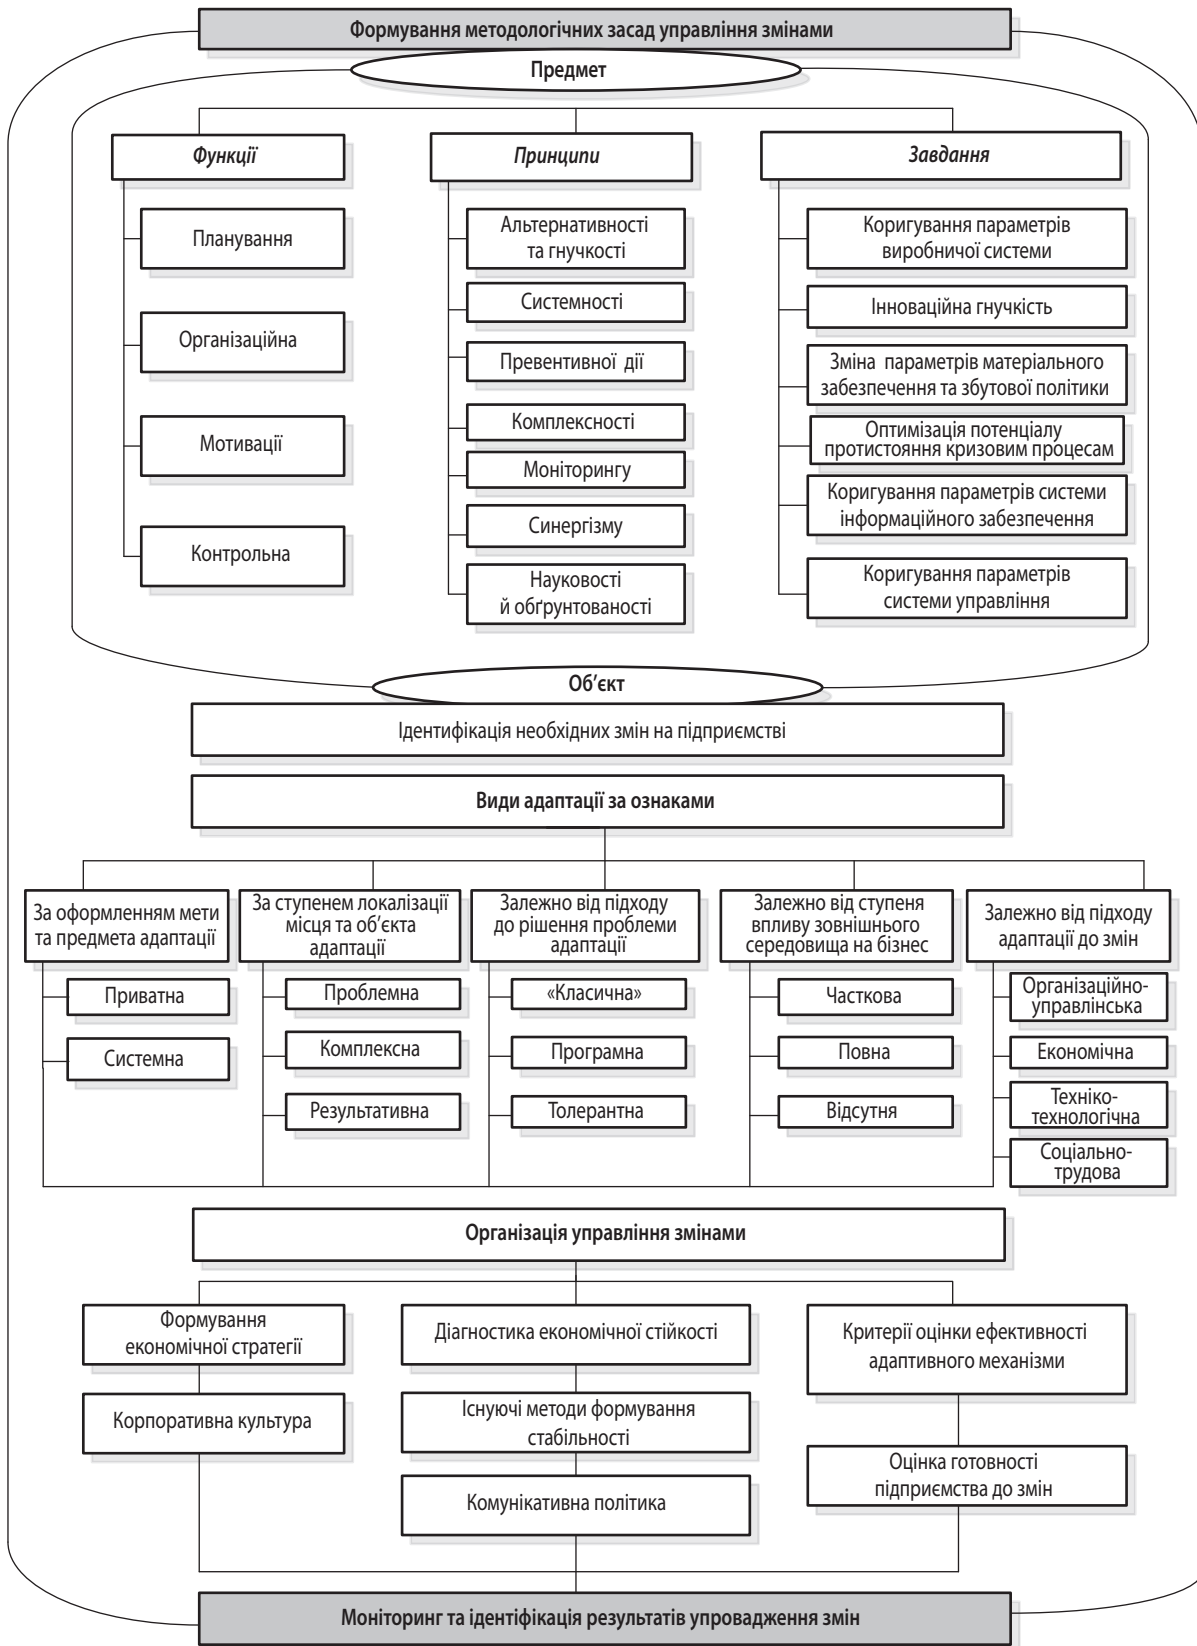 Формування методологічних засад управління змінами
Предмет
Функції
Планування
Організаційна
Мотивації
Контрольна
Принципи
Альтернативності
та гнучкості
Системності
Превентивної дії
Комплексності
Моніторингу
Синергізму
Науковості
й обґрунтованості
Завдання
Коригування параметрів
виробничої системи
Інноваційна гнучкість
Зміна параметрів матеріального
забезпечення та збутової політики
Оптимізація потенціалу
протистояння кризовим процесам
Коригування параметрів системи
інформаційного забезпечення
Коригування параметрів
системи управління
Об’єкт
Ідентифікація необхідних змін на підприємстві
Види адаптації за ознаками
За оформленням мети
та предмета адаптації
Приватна
Системна
За ступенем локалізації
місця та об’єкта
адаптації
Проблемна
Комплексна
Результативна
Залежно від підходу
до рішення проблеми
адаптації
«Класична»
Програмна
Толерантна
Залежно від ступеня
впливу зовнішнього
середовища на бізнес
Часткова
Повна
Відсутня
Залежно від підходу
адаптації до змін
Організаційно-
управлінська
Економічна
Техніко-
технологічна
Соціально-
трудова
Організація управління змінами
Формування
економічної стратегії
Корпоративна культура
Діагностика економічної стійкості
Існуючі методи формування
стабільності
Комунікативна політика
Критерії оцінки ефективності
адаптивного механізми
Оцінка готовності
підприємства до змін
Моніторинг та ідентіфікація результатів упровадження змін